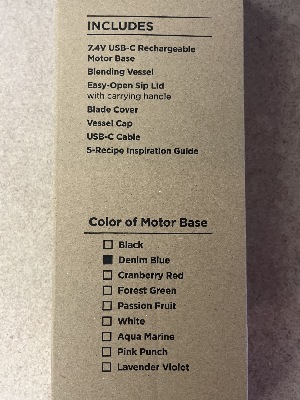 INCLUDES
7.4V USB-C Rechargeable
Motor Base
Blending Vessel
Easy-Open Sip Lid
with carrying handle
Blade Cover
Vessel Cap
USB-C Cable
5-Recipe Inspiration Guide
Color of Motor Base
Black
Denim Blue
Cranberry Red
Forest Green
Passion Fruit
White
Aqua Marine
Pink Punch
Lavender Violet